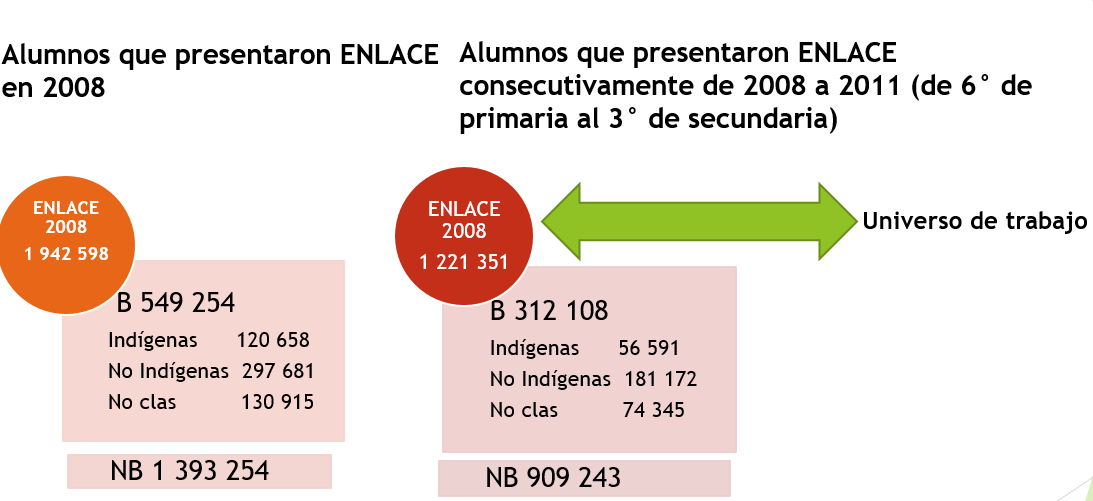 Alumnos que presentaron ENLACE
en 2008
Alumnos que presentaron ENLACE
consecutivamente de 2008 a 2011 (de 6° de
primaria al 3° de secundaria)
ENLACE
2008
1 942 598
B 549 254
Indígenas 120 658
No Indígenas 297 681
No clas 130 915
NB 1 393 254
ENLACE
2008
1 221 351
B 312 108
Indígenas 56 591
No Indígenas 181 172
No clas 74 345
NB 909 243
Universo de trabajo